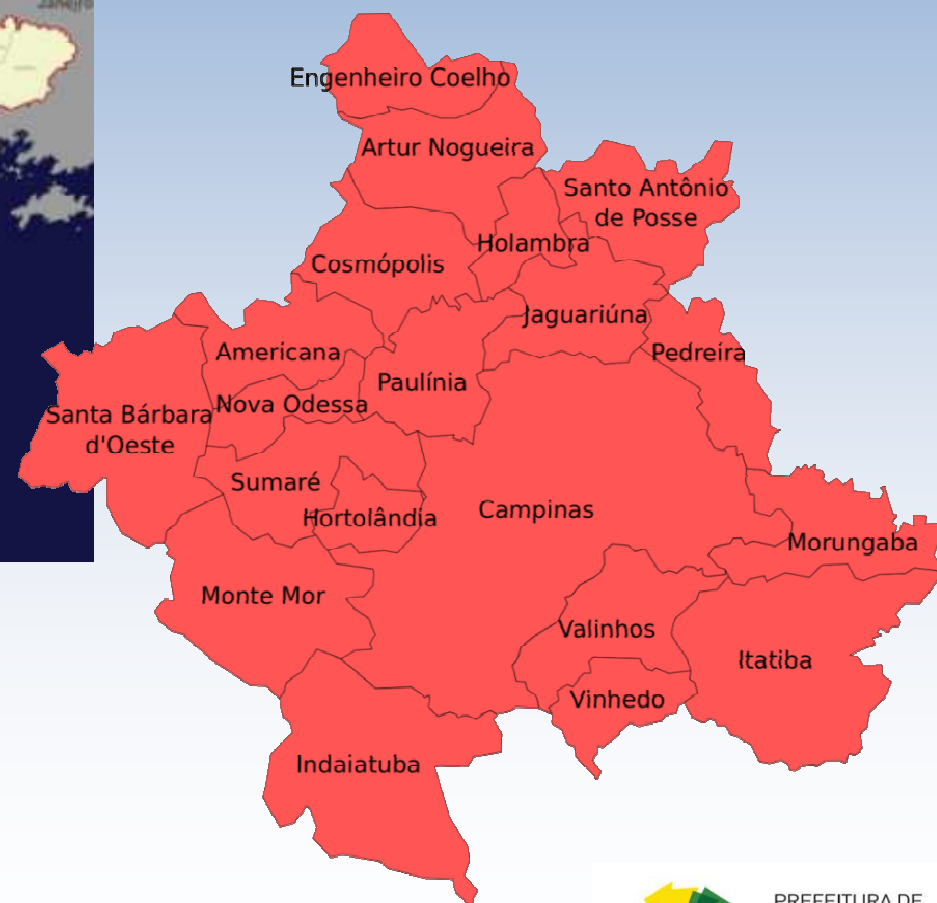 Engenheiro Coelho
Artur Nogueira
Santo Antônio
de Posse
Holambra
Cosmópolis
Jaguariúna
Americana
Pedreira
Paulínia
Nova Odessa
Santa Bárbara
d'Oeste
Sumaré
Campinas
Hortolândia
Morungaba
Monte Mor
Valinhos
Itatiba
Vinhedo
Indaiatuba
PREFEITURA DE